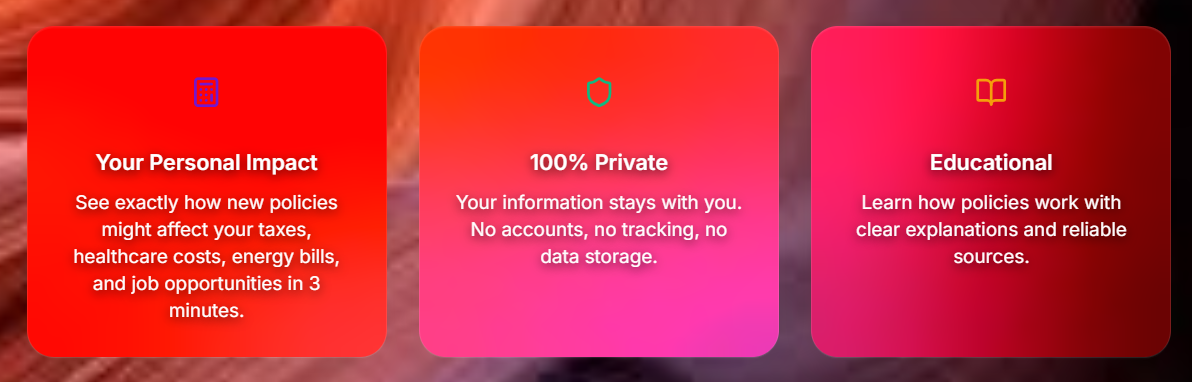 Your Personal Impact
See exactly how new policies
might affect your taxes,
healthcare costs, energy bills,
and job opportunities in 3
minutes.
100% Private
Your information stays with you.
No accounts, no tracking, no
data storage.
Educational
Learn how policies work with
clear explanations and reliable
sources.